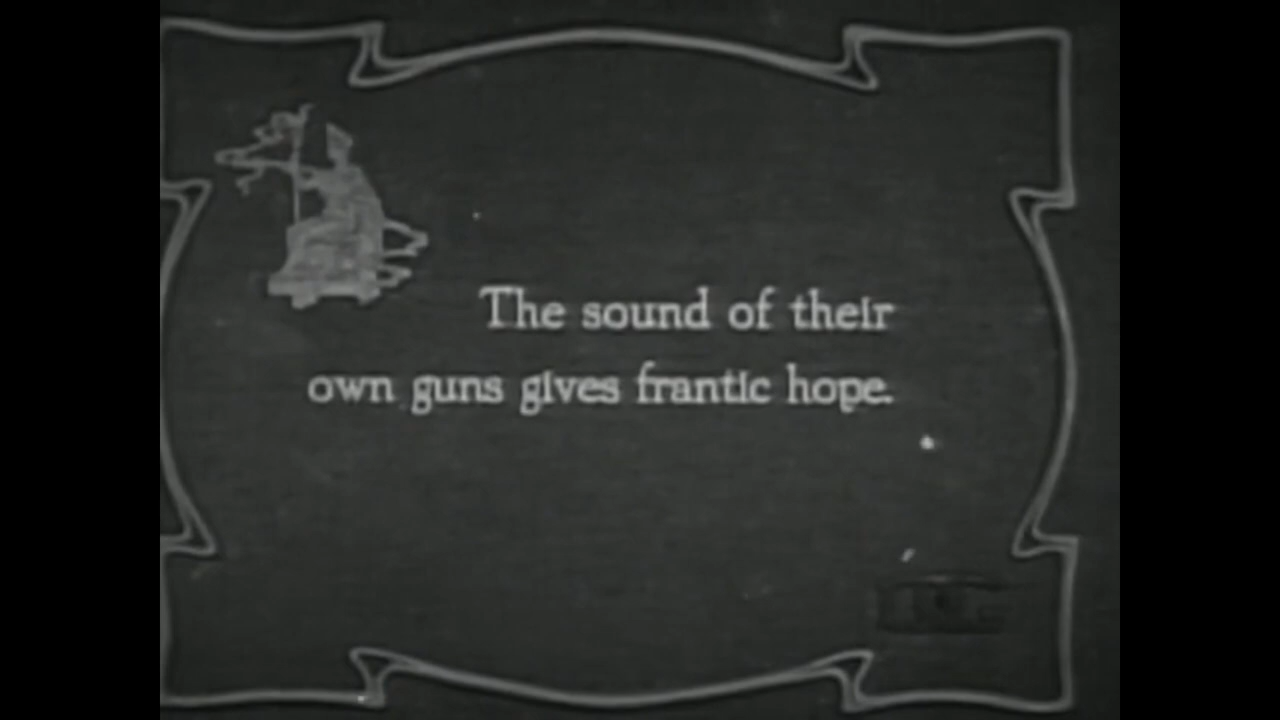 The sound of their
own guns gives frantic hope.